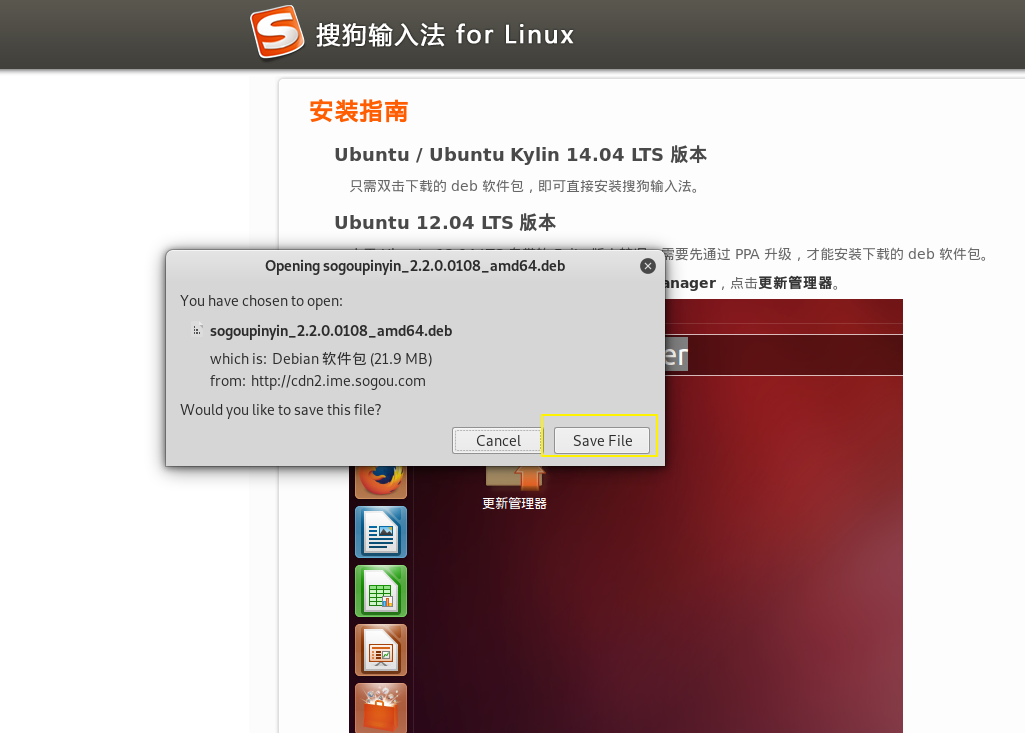 搜狗输入法 for Linux
安装指南
Ubuntu / Ubuntu Kylin 14.04 LTS 版本
只需双击下载的 deb 软件包，即可直接安装搜狗输入法。
Ubuntu 12.04 LTS 版本
需要先通过 PPA 升级，才能安装下载的 deb 软件包。
anager，点击更新管理器。
er
Opening sogoupinyin_2.2.0.0108_amd64.deb
You have chosen to open:
sogoupinyin_2.2.0.0108_amd64.deb
which is: Debian 软件包 (21.9 MB)
from: http://cdn2.ime.sogou.com
Would you like to save this file?
Cancel Save File
更新管理器